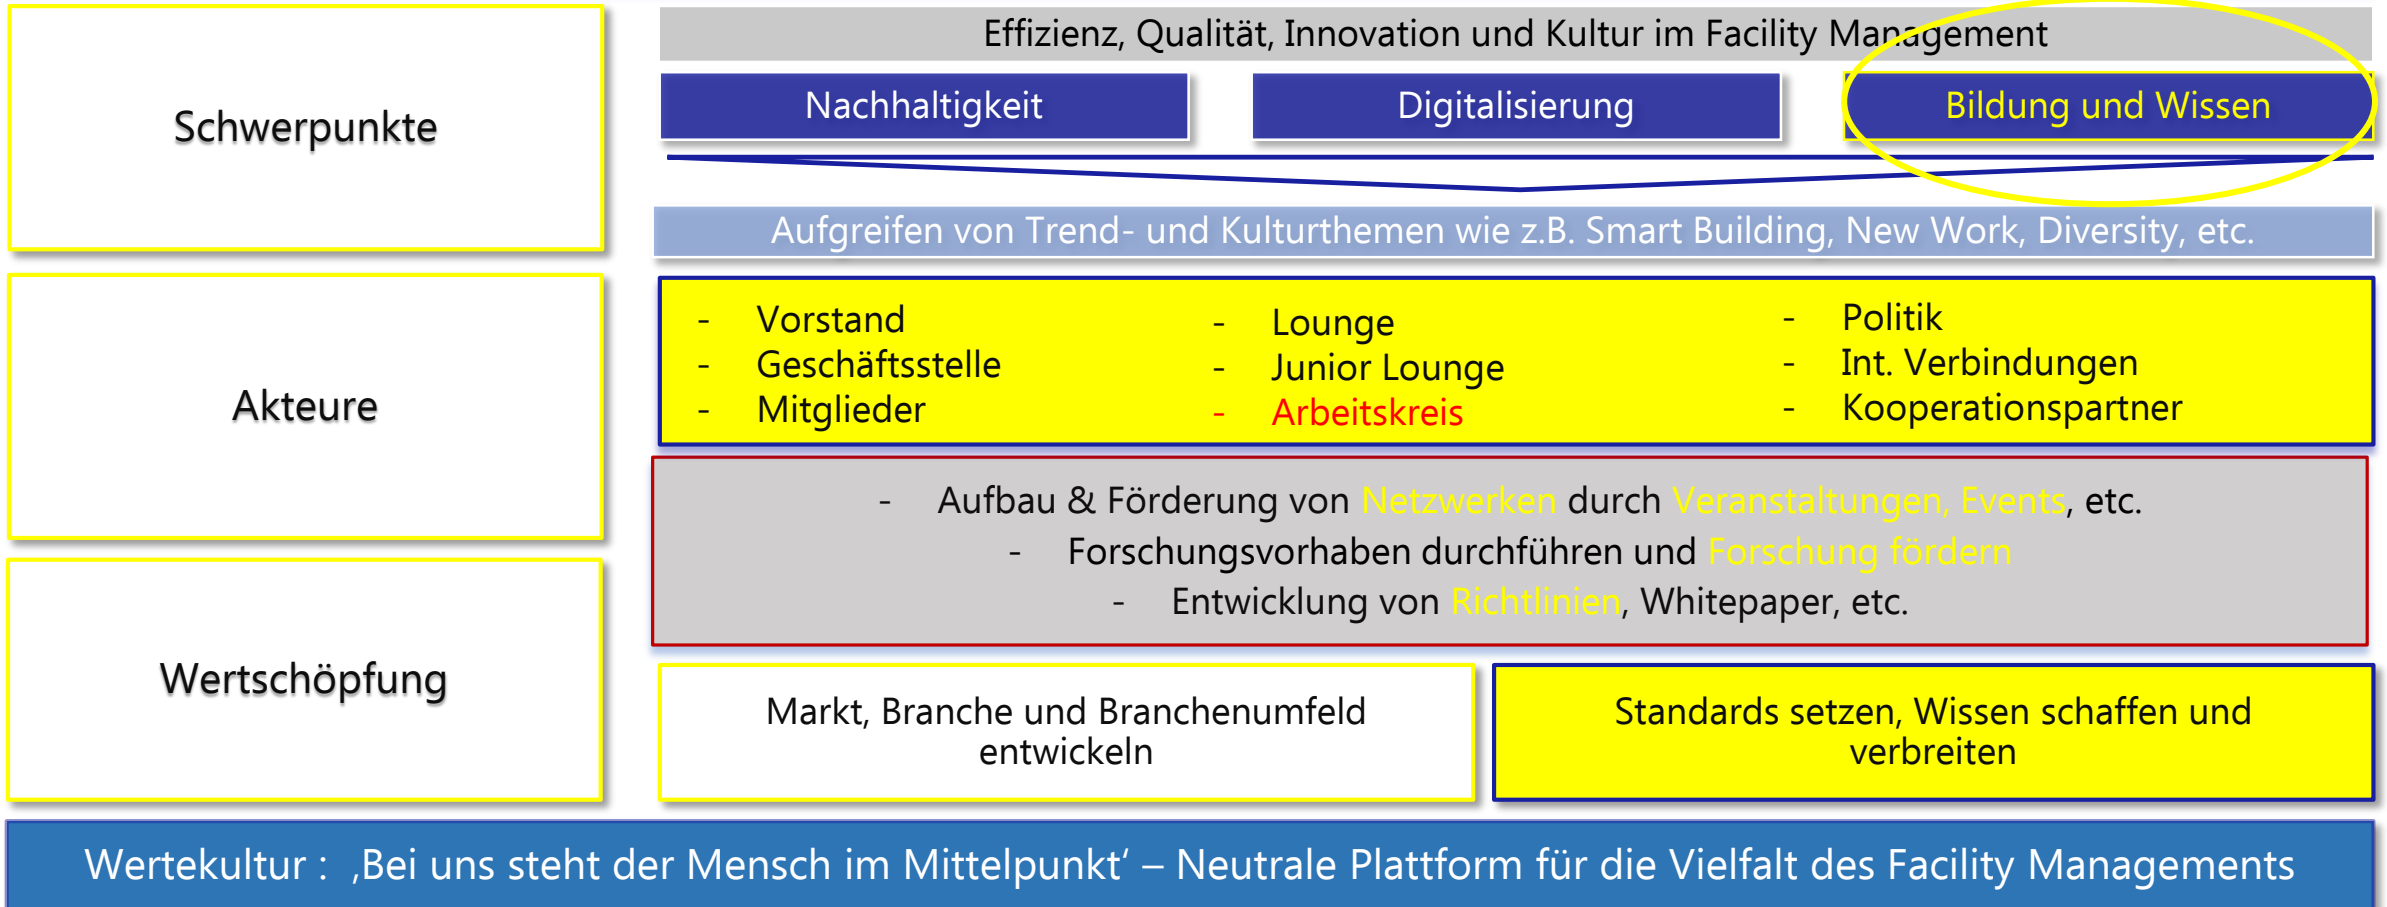 Effizienz, Qualität, Innovation und Kultur im Facility Management
Schwerpunkte
Nachhaltigkeit
Digitalisierung
Bildung und Wissen
Aufgreifen von Trend- und Kulturthemen wie z.B. Smart Building, New Work, Diversity, etc.
Akteure
- Vorstand
- Geschäftsstelle
- Mitglieder
- Lounge
- Junior Lounge
- Arbeitskreis
- Politik
- Int. Verbindungen
- Kooperationspartner
- Aufbau & Förderung von Netzwerken durch Veranstaltungen, Events, etc.
- Forschungsvorhaben durchführen und Forschung fördern
- Entwicklung von Richtlinien, Whitepaper, etc.
Wertschöpfung
Markt, Branche und Branchenumfeld
entwickeln
Standards setzen, Wissen schaffen und
verbreiten
Wertekultur : ‚Bei uns steht der Mensch im Mittelpunkt‘ – Neutrale Plattform für die Vielfalt des Facility Managements